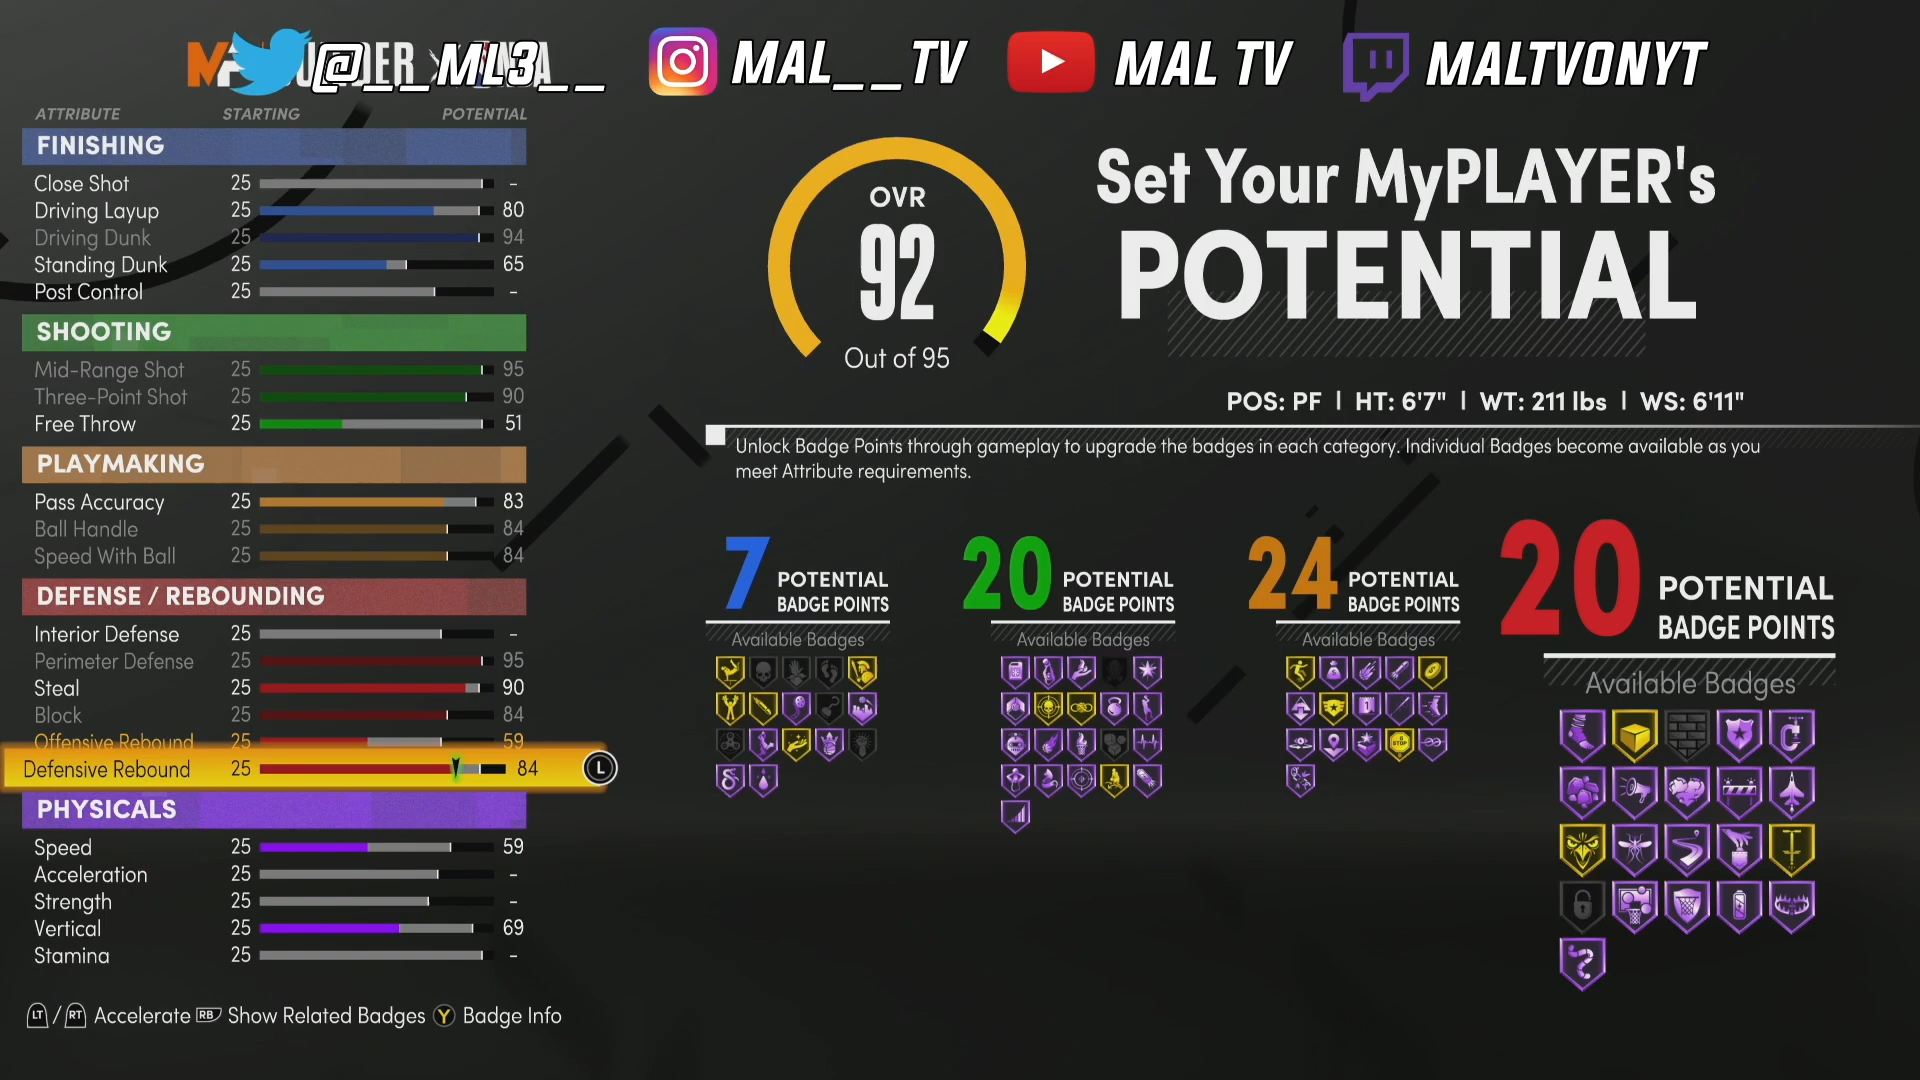 @__ML3__
MAL__TV
MAL TV
MALTVONYT
ATTRIBUTE STARTING POTENTIAL
FINISHING
Close Shot 25 -
Driving Layup 25 80
Driving Dunk 25 94
Standing Dunk 25 65
Post Control 25 -
SHOOTING
Mid-Range Shot 25 95
Three-Point Shot 25 90
Free Throw 25 51
PLAYMAKING
Pass Accuracy 25 83
Ball Handle 25 84
Speed With Ball 25 84
DEFENSE / REBOUNDING
Interior Defense 25 -
Perimeter Defense 25 95
Steal 25 90
Block 25 84
Offensive Rebound 25 59
Defensive Rebound 25 84 L
PHYSICALS
Speed 25 59
Acceleration 25 -
Strength 25 -
Vertical 25 69
Stamina 25 -
LT / RT Accelerate RB Show Related Badges Y Badge Info
OVR
92
Out of 95
Set Your MyPLAYER's
POTENTIAL
POS: PF | HT: 6'7" | WT: 211 lbs | WS: 6'11"
Unlock Badge Points through gameplay to upgrade the badges in each category. Individual Badges become available as you
meet Attribute requirements.
7 POTENTIAL
BADGE POINTS
Available Badges
20 POTENTIAL
BADGE POINTS
Available Badges
24 POTENTIAL
BADGE POINTS
Available Badges
STOP
20 POTENTIAL
BADGE POINTS
Available Badges